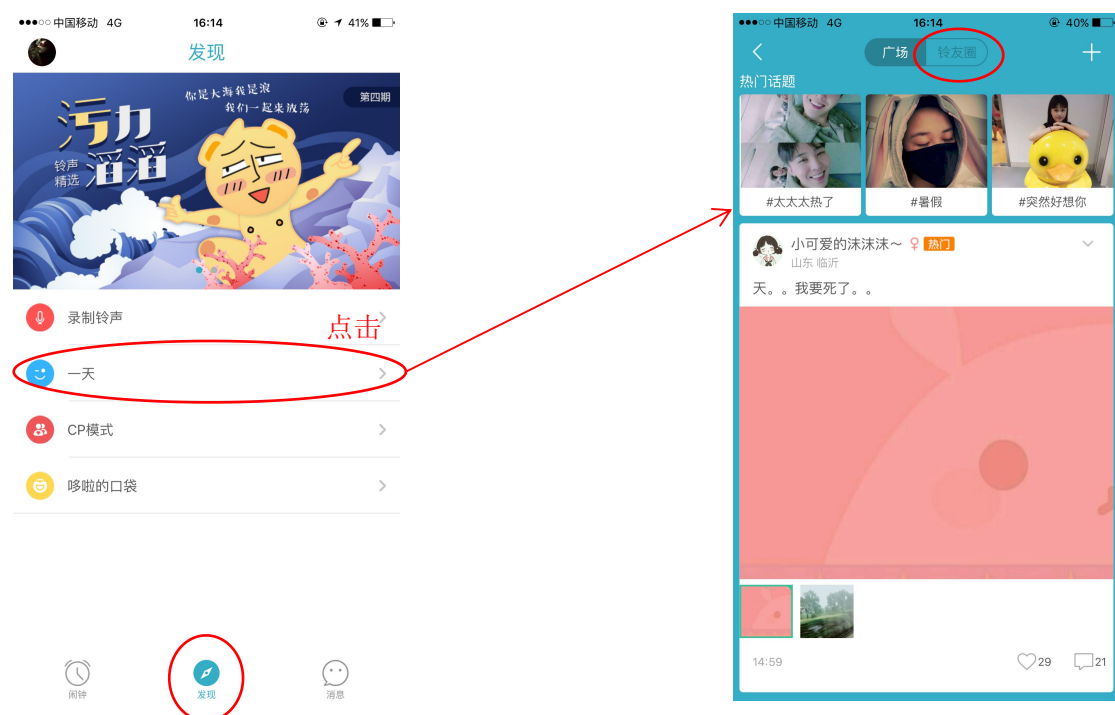 中国移动 4G 16:14 41%
发现
你是大海我是浪
我们一起来放荡
第四期
污力
滔滔
铃声
精选
录制铃声
点击
一天
CP模式
哆啦的口袋
闹钟 发现 消息
中国移动 4G 16:14 40%
广场 铃友圈
热门话题
#太太太热了 #暑假 #突然好想你
小可爱的沫沫沫～ 热门
山东 临沂
天。。我要死了。。
14:59 29 21